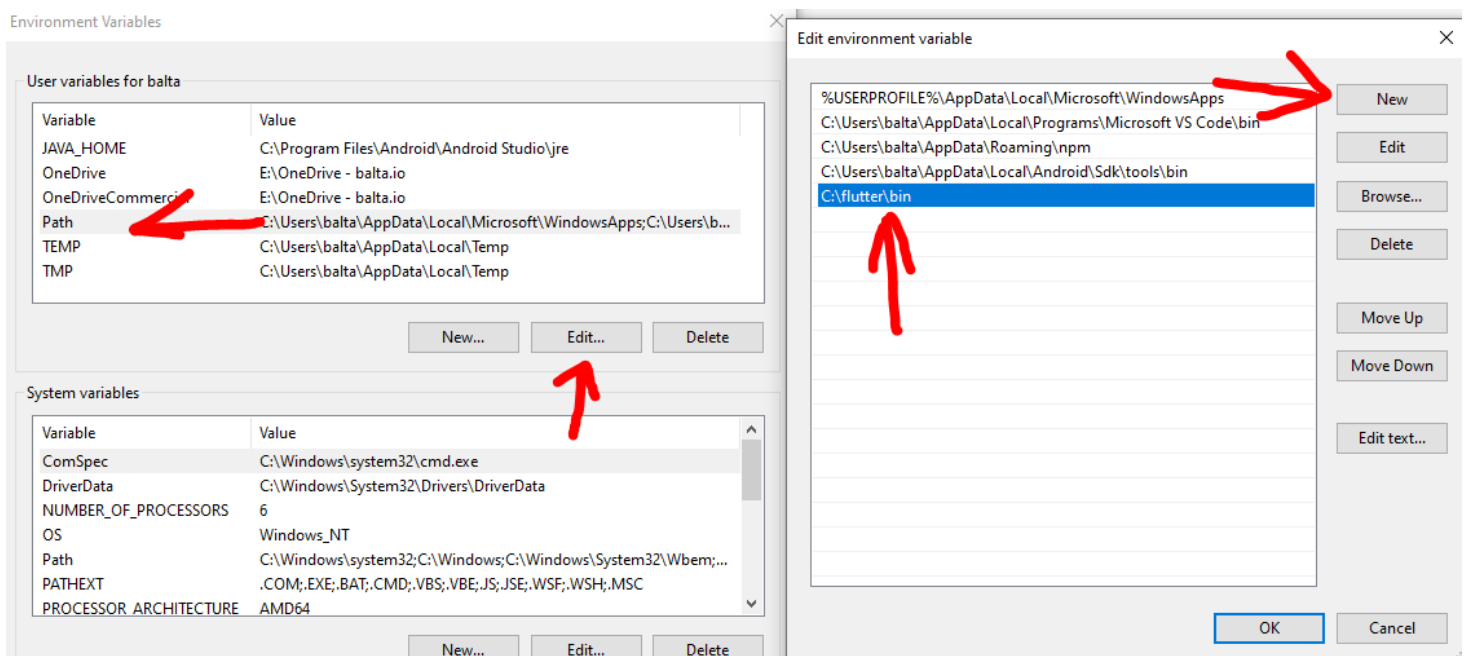 Environment Variables
User variables for balta
Variable Value
JAVA_HOME C:\Program Files\Android\Android Studio\jre
OneDrive E:\OneDrive - balta.io
OneDriveCommercial E:\OneDrive - balta.io
Path C:\Users\balta\AppData\Local\Microsoft\WindowsApps;C:\Users\b...
TEMP C:\Users\balta\AppData\Local\Temp
TMP C:\Users\balta\AppData\Local\Temp
New... Edit... Delete
System variables
Variable Value
ComSpec C:\Windows\system32\cmd.exe
DriverData C:\Windows\System32\Drivers\DriverData
NUMBER_OF_PROCESSORS 6
OS Windows_NT
Path C:\Windows\system32;C:\Windows;C:\Windows\System32\Wbem;...
PATHEXT .COM;.EXE;.BAT;.CMD;.VBS;.VBE;.JS;.JSE;.WSF;.WSH;.MSC
PROCESSOR_ARCHITECTURE AMD64
New... Edit... Delete
Edit environment variable
%USERPROFILE%\AppData\Local\Microsoft\WindowsApps
C:\Users\balta\AppData\Local\Programs\Microsoft VS Code\bin
C:\Users\balta\AppData\Roaming\npm
C:\Users\balta\AppData\Local\Android\Sdk\tools\bin
C:\flutter\bin
New
Edit
Browse...
Delete
Move Up
Move Down
Edit text...
OK Cancel